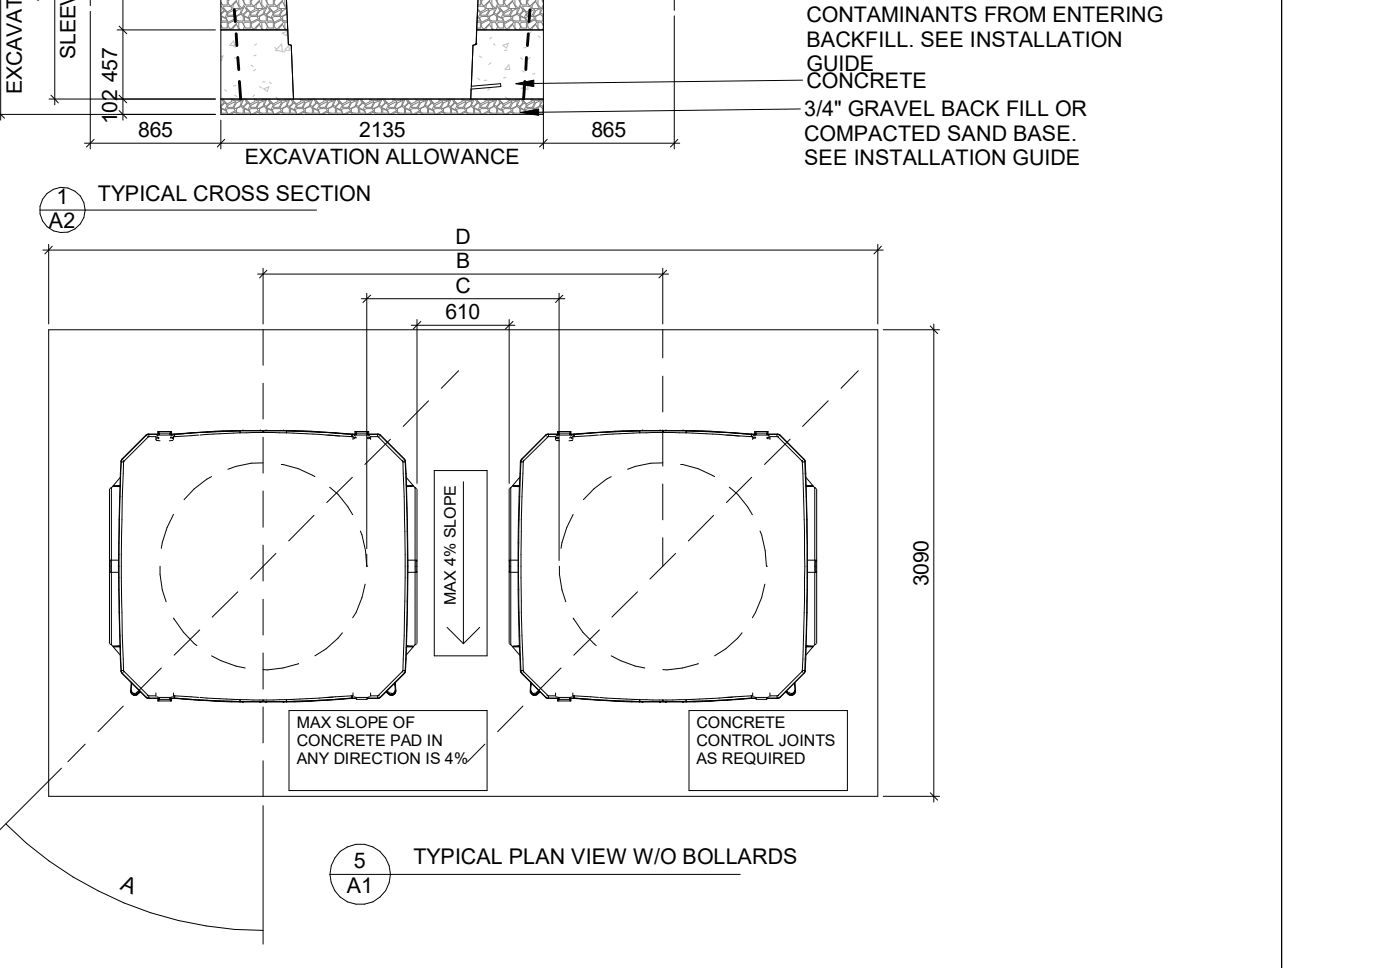 EXCAVAT
SLEEV
102 457
CONTAMINANTS FROM ENTERING
BACKFILL. SEE INSTALLATION
GUIDE
CONCRETE
3/4" GRAVEL BACK FILL OR
COMPACTED SAND BASE.
SEE INSTALLATION GUIDE
865 2135 865
EXCAVATION ALLOWANCE
1
A2
TYPICAL CROSS SECTION
D
B
C
610
MAX 4% SLOPE
3090
MAX SLOPE OF
CONCRETE PAD IN
ANY DIRECTION IS 4%
CONCRETE
CONTROL JOINTS
AS REQUIRED
A
5
A1
TYPICAL PLAN VIEW W/O BOLLARDS